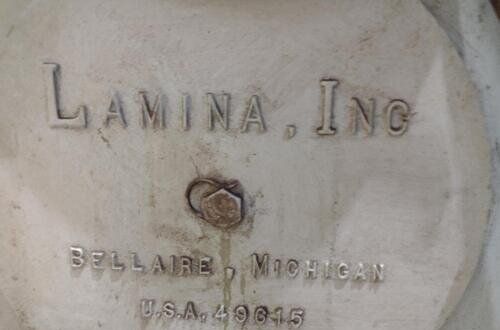 LAMINA, INC
BELLAIRE, MICHIGAN
U.S.A. 49615